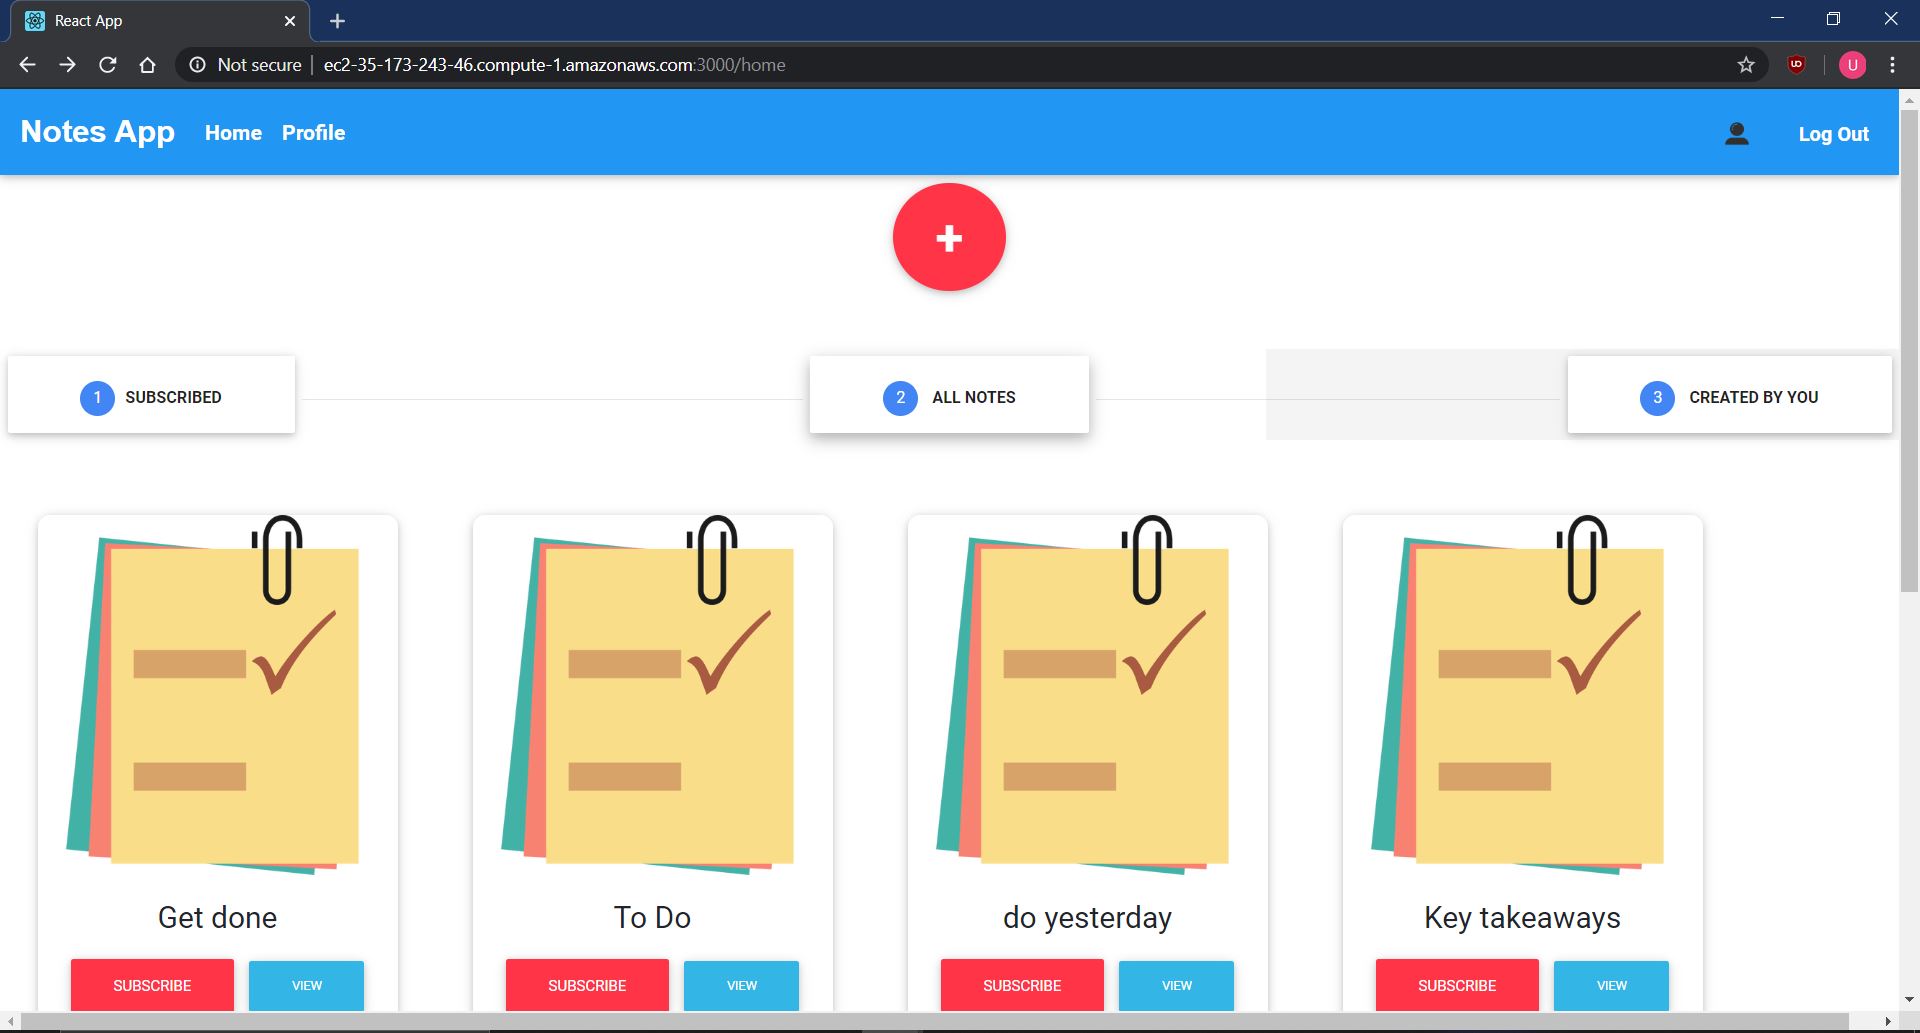 React App
Not secure | ec2-35-173-243-46.compute-1.amazonaws.com:3000/home
U
Notes App Home Profile Log Out
+
1 SUBSCRIBED 2 ALL NOTES 3 CREATED BY YOU
Get done To Do do yesterday Key takeaways
SUBSCRIBE VIEW SUBSCRIBE VIEW SUBSCRIBE VIEW SUBSCRIBE VIEW